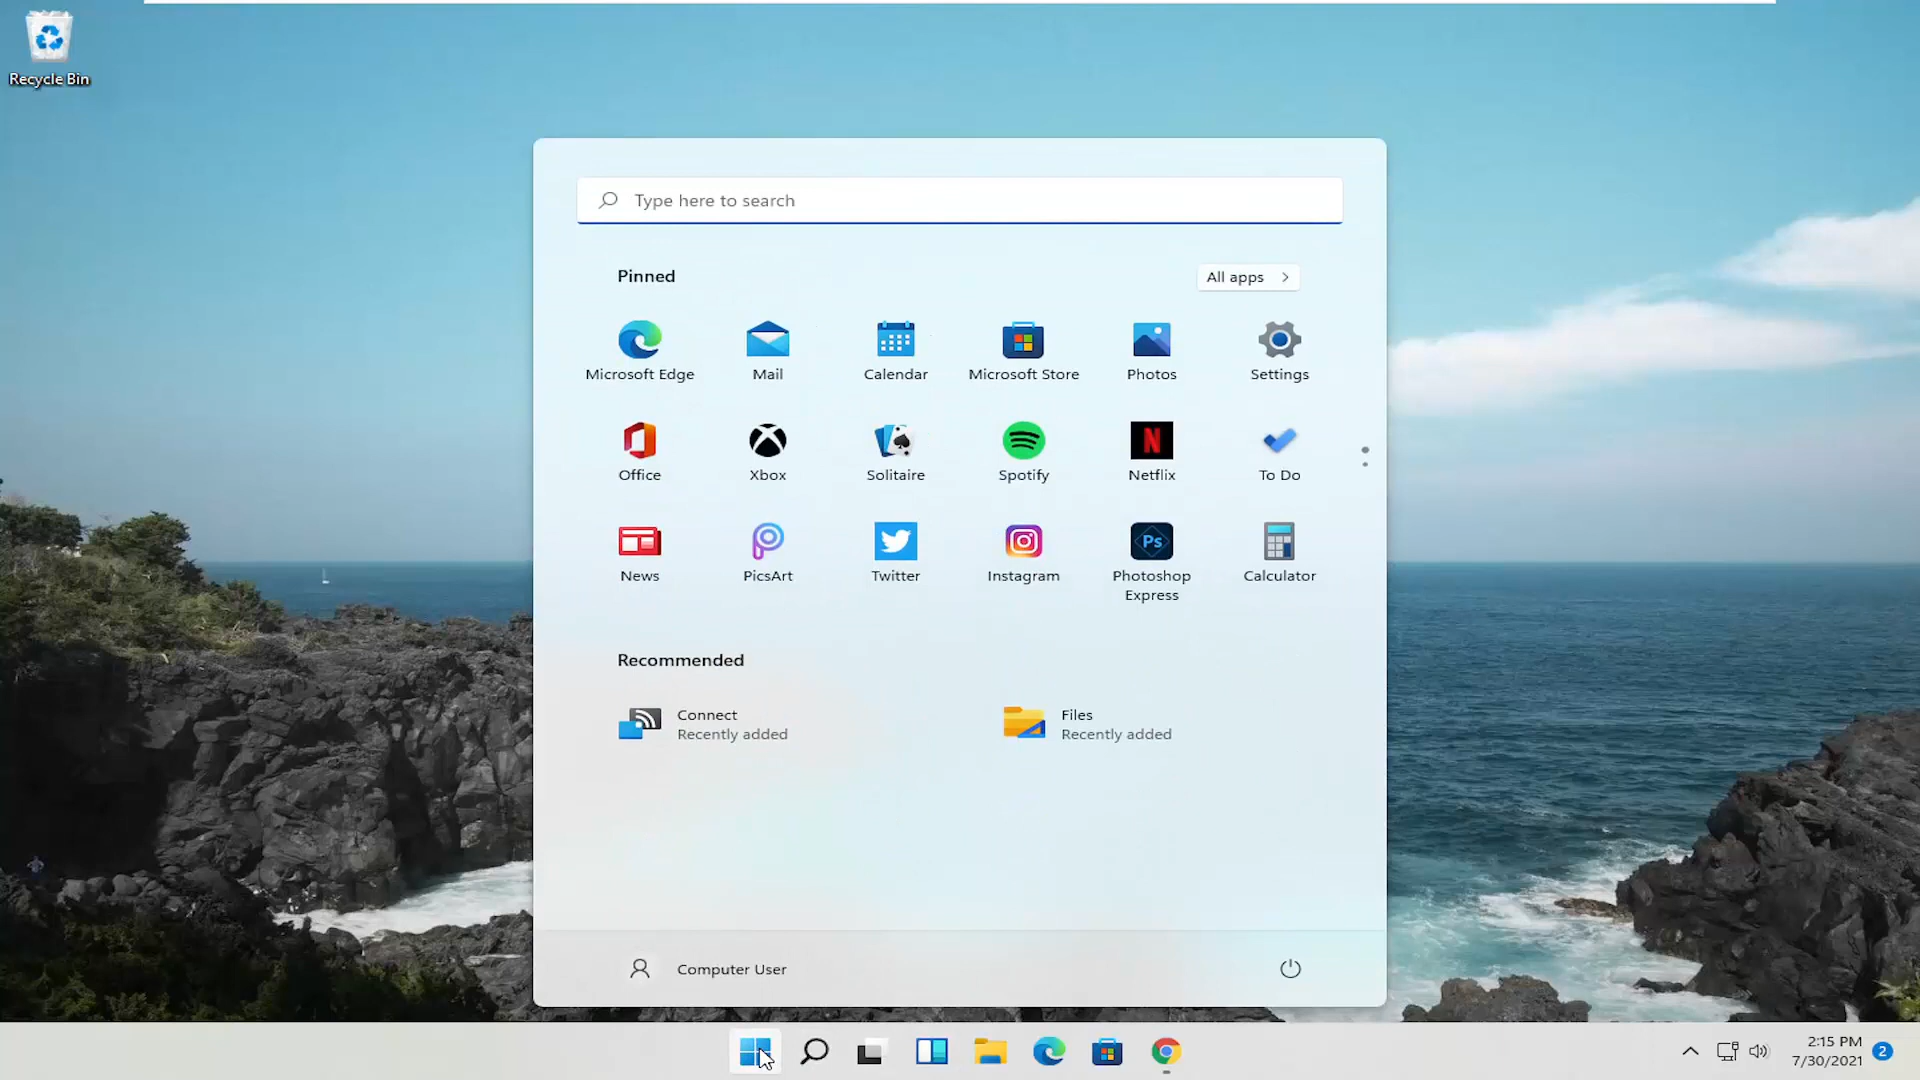 Recycle Bin
Type here to search
Pinned
All apps
Microsoft Edge
Mail
Calendar
Microsoft Store
Photos
Settings
Office
Xbox
Solitaire
Spotify
Netflix
To Do
News
PicsArt
Twitter
Instagram
Photoshop
Express
Calculator
Recommended
Connect
Recently added
Files
Recently added
Computer User
2:15 PM
7/30/2021
2